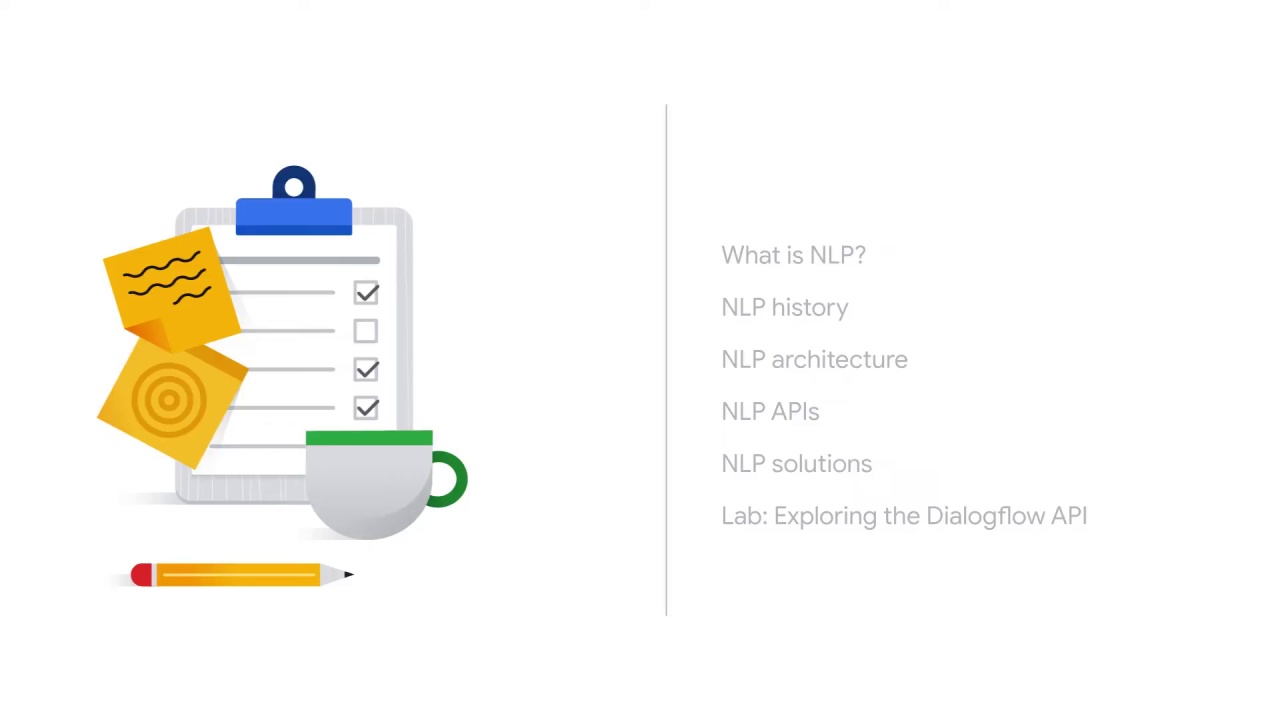 What is NLP?
NLP history
NLP architecture
NLP APIs
NLP solutions
Lab: Exploring the Dialogflow API